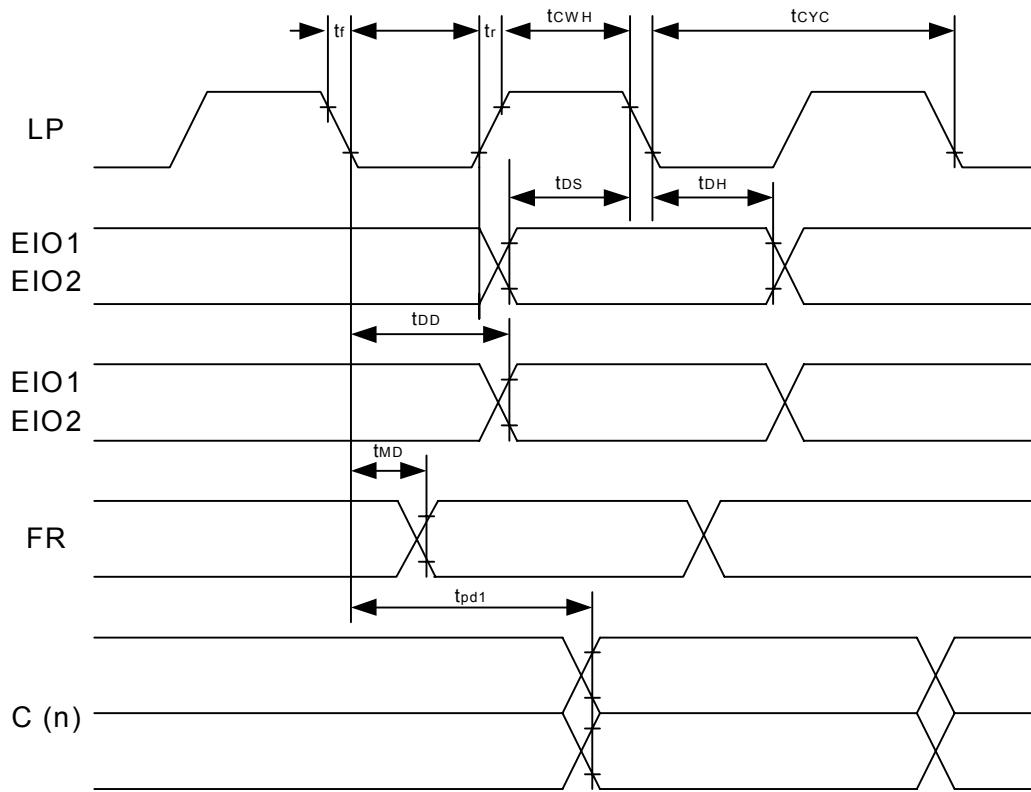 tf
tr
tCWH
tCYC
LP
tDS
tDH
EIO1
EIO2
tDD
EIO1
EIO2
tMD
FR
tpd1
C (n)